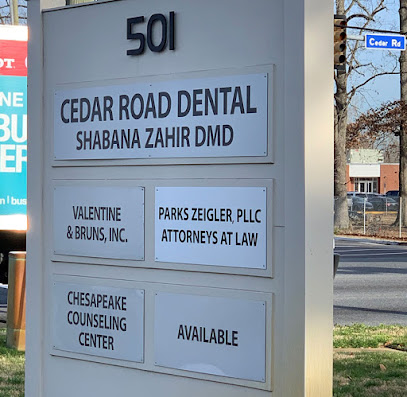 501
Cedar Rd
CEDAR ROAD DENTAL
SHABANA ZAHIR DMD
VALENTINE
& BRUNS, INC.
PARKS ZEIGLER, PLLC
ATTORNEYS AT LAW
CHESAPEAKE
COUNSELING
CENTER
AVAILABLE